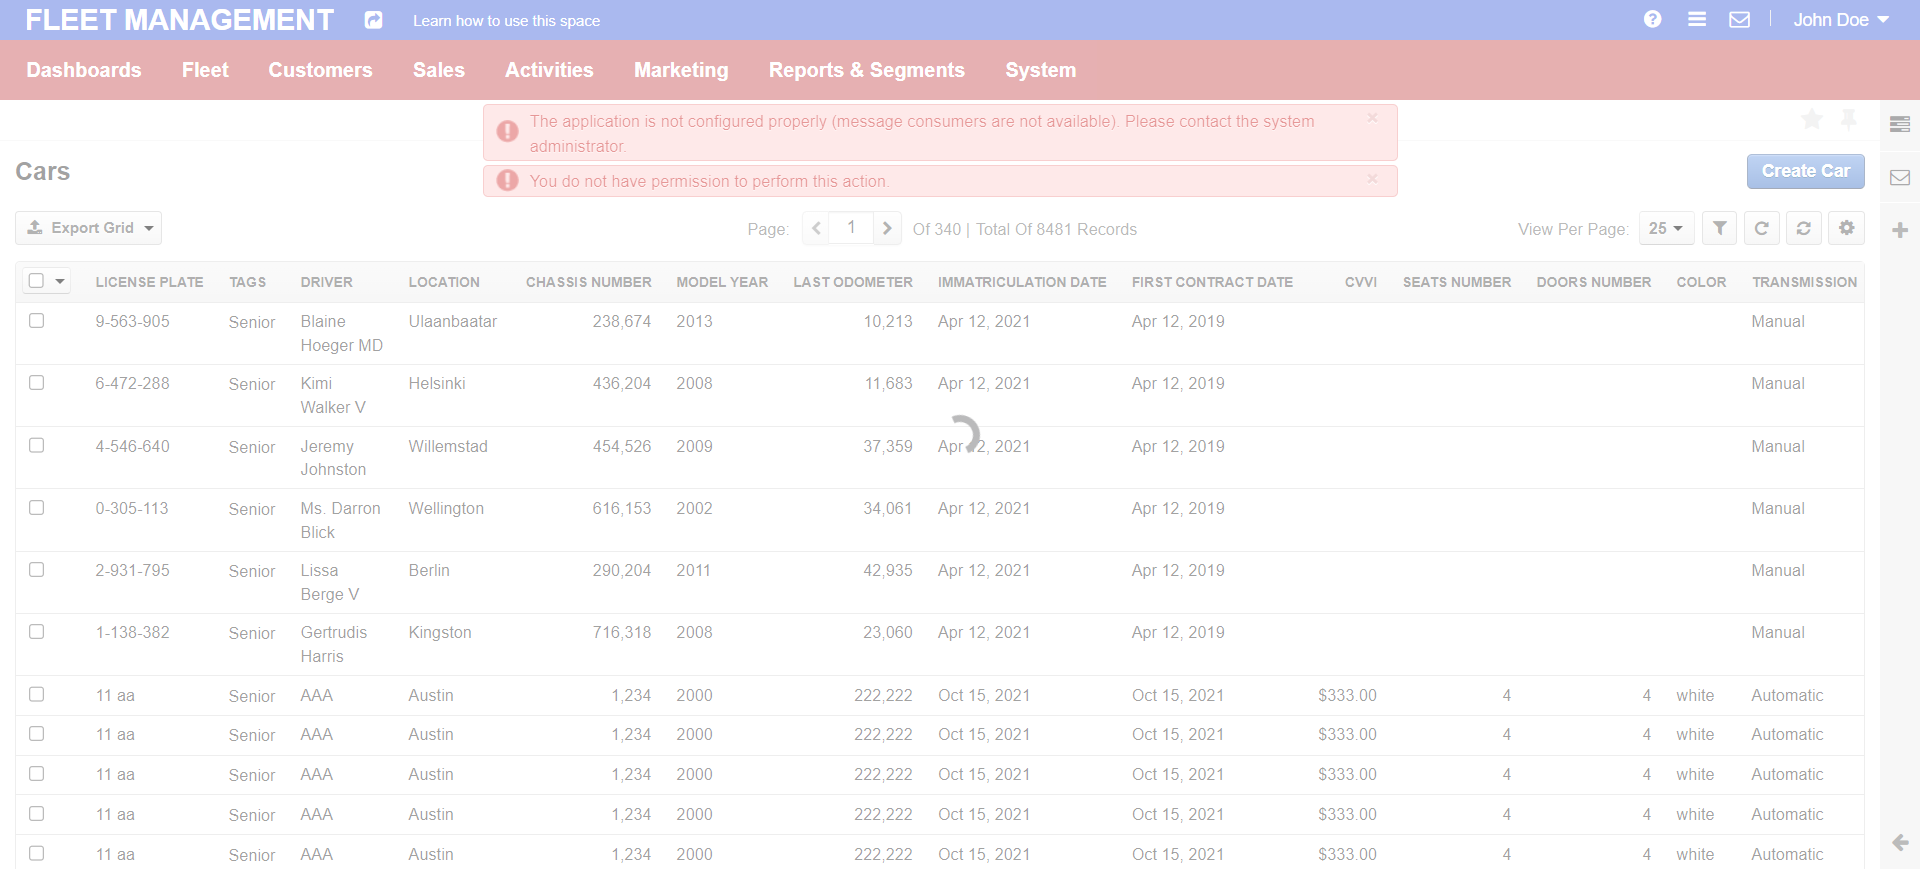 FLEET MANAGEMENT Learn how to use this space John Doe
Dashboards Fleet Customers Sales Activities Marketing Reports & Segments System
The application is not configured properly (message consumers are not available). Please contact the system
administrator.
You do not have permission to perform this action.
Cars Create Car
Export Grid Page: 1 Of 340 | Total Of 8481 Records View Per Page: 25
LICENSE PLATE TAGS DRIVER LOCATION CHASSIS NUMBER MODEL YEAR LAST ODOMETER IMMATRICULATION DATE FIRST CONTRACT DATE CVVI SEATS NUMBER DOORS NUMBER COLOR TRANSMISSION
9-563-905 Senior Blaine Ulaanbaatar 238,674 2013 10,213 Apr 12, 2021 Apr 12, 2019 Manual
Hoeger MD
6-472-288 Senior Kimi Helsinki 436,204 2008 11,683 Apr 12, 2021 Apr 12, 2019 Manual
Walker V
4-546-640 Senior Jeremy Willemstad 454,526 2009 37,359 Apr 12, 2021 Apr 12, 2019 Manual
Johnston
0-305-113 Senior Ms. Darron Wellington 616,153 2002 34,061 Apr 12, 2021 Apr 12, 2019 Manual
Blick
2-931-795 Senior Lissa Berlin 290,204 2011 42,935 Apr 12, 2021 Apr 12, 2019 Manual
Berge V
1-138-382 Senior Gertrudis Kingston 716,318 2008 23,060 Apr 12, 2021 Apr 12, 2019 Manual
Harris
11 aa Senior AAA Austin 1,234 2000 222,222 Oct 15, 2021 Oct 15, 2021 $333.00 4 4 white Automatic
11 aa Senior AAA Austin 1,234 2000 222,222 Oct 15, 2021 Oct 15, 2021 $333.00 4 4 white Automatic
11 aa Senior AAA Austin 1,234 2000 222,222 Oct 15, 2021 Oct 15, 2021 $333.00 4 4 white Automatic
11 aa Senior AAA Austin 1,234 2000 222,222 Oct 15, 2021 Oct 15, 2021 $333.00 4 4 white Automatic
11 aa Senior AAA Austin 1,234 2000 222,222 Oct 15, 2021 Oct 15, 2021 $333.00 4 4 white Automatic